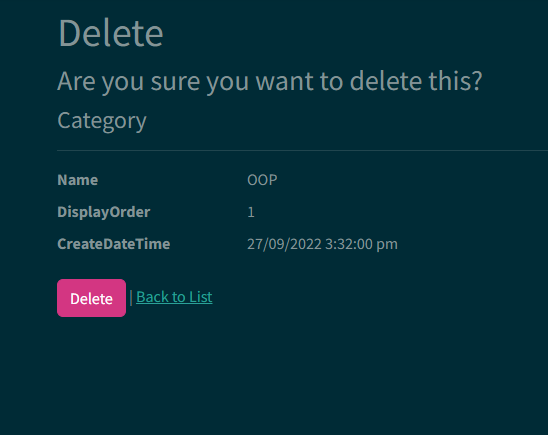 Delete
Are you sure you want to delete this?
Category
Name OOP
DisplayOrder 1
CreateDateTime 27/09/2022 3:32:00 pm
Delete | Back to List